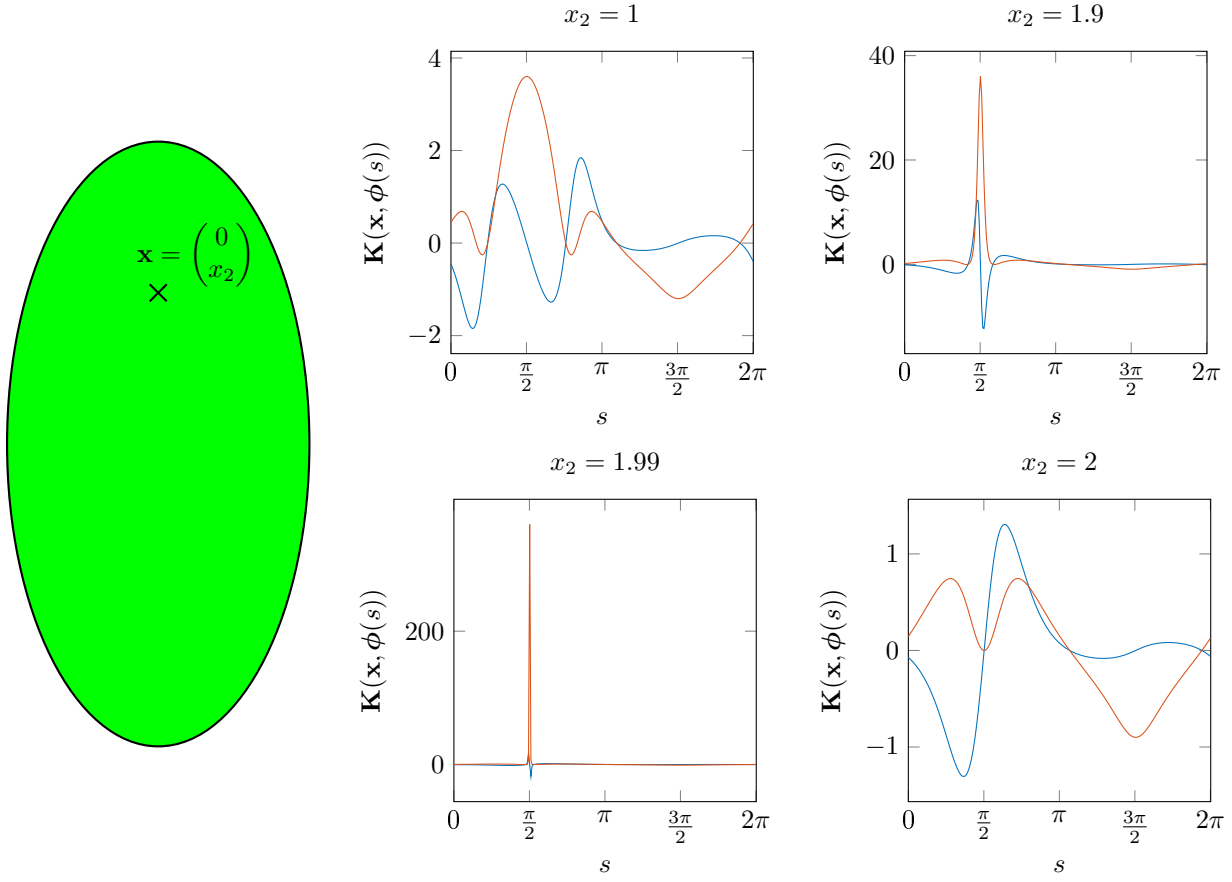 x = (0 x₂)
x₂ = 1
K(x, ϕ(s))
4
2
0
−2
0 π/2 π 3π/2 2π
s
x₂ = 1.9
K(x, ϕ(s))
40
20
0
0 π/2 π 3π/2 2π
s
x₂ = 1.99
K(x, ϕ(s))
200
0
0 π/2 π 3π/2 2π
s
x₂ = 2
K(x, ϕ(s))
1
0
−1
0 π/2 π 3π/2 2π
s